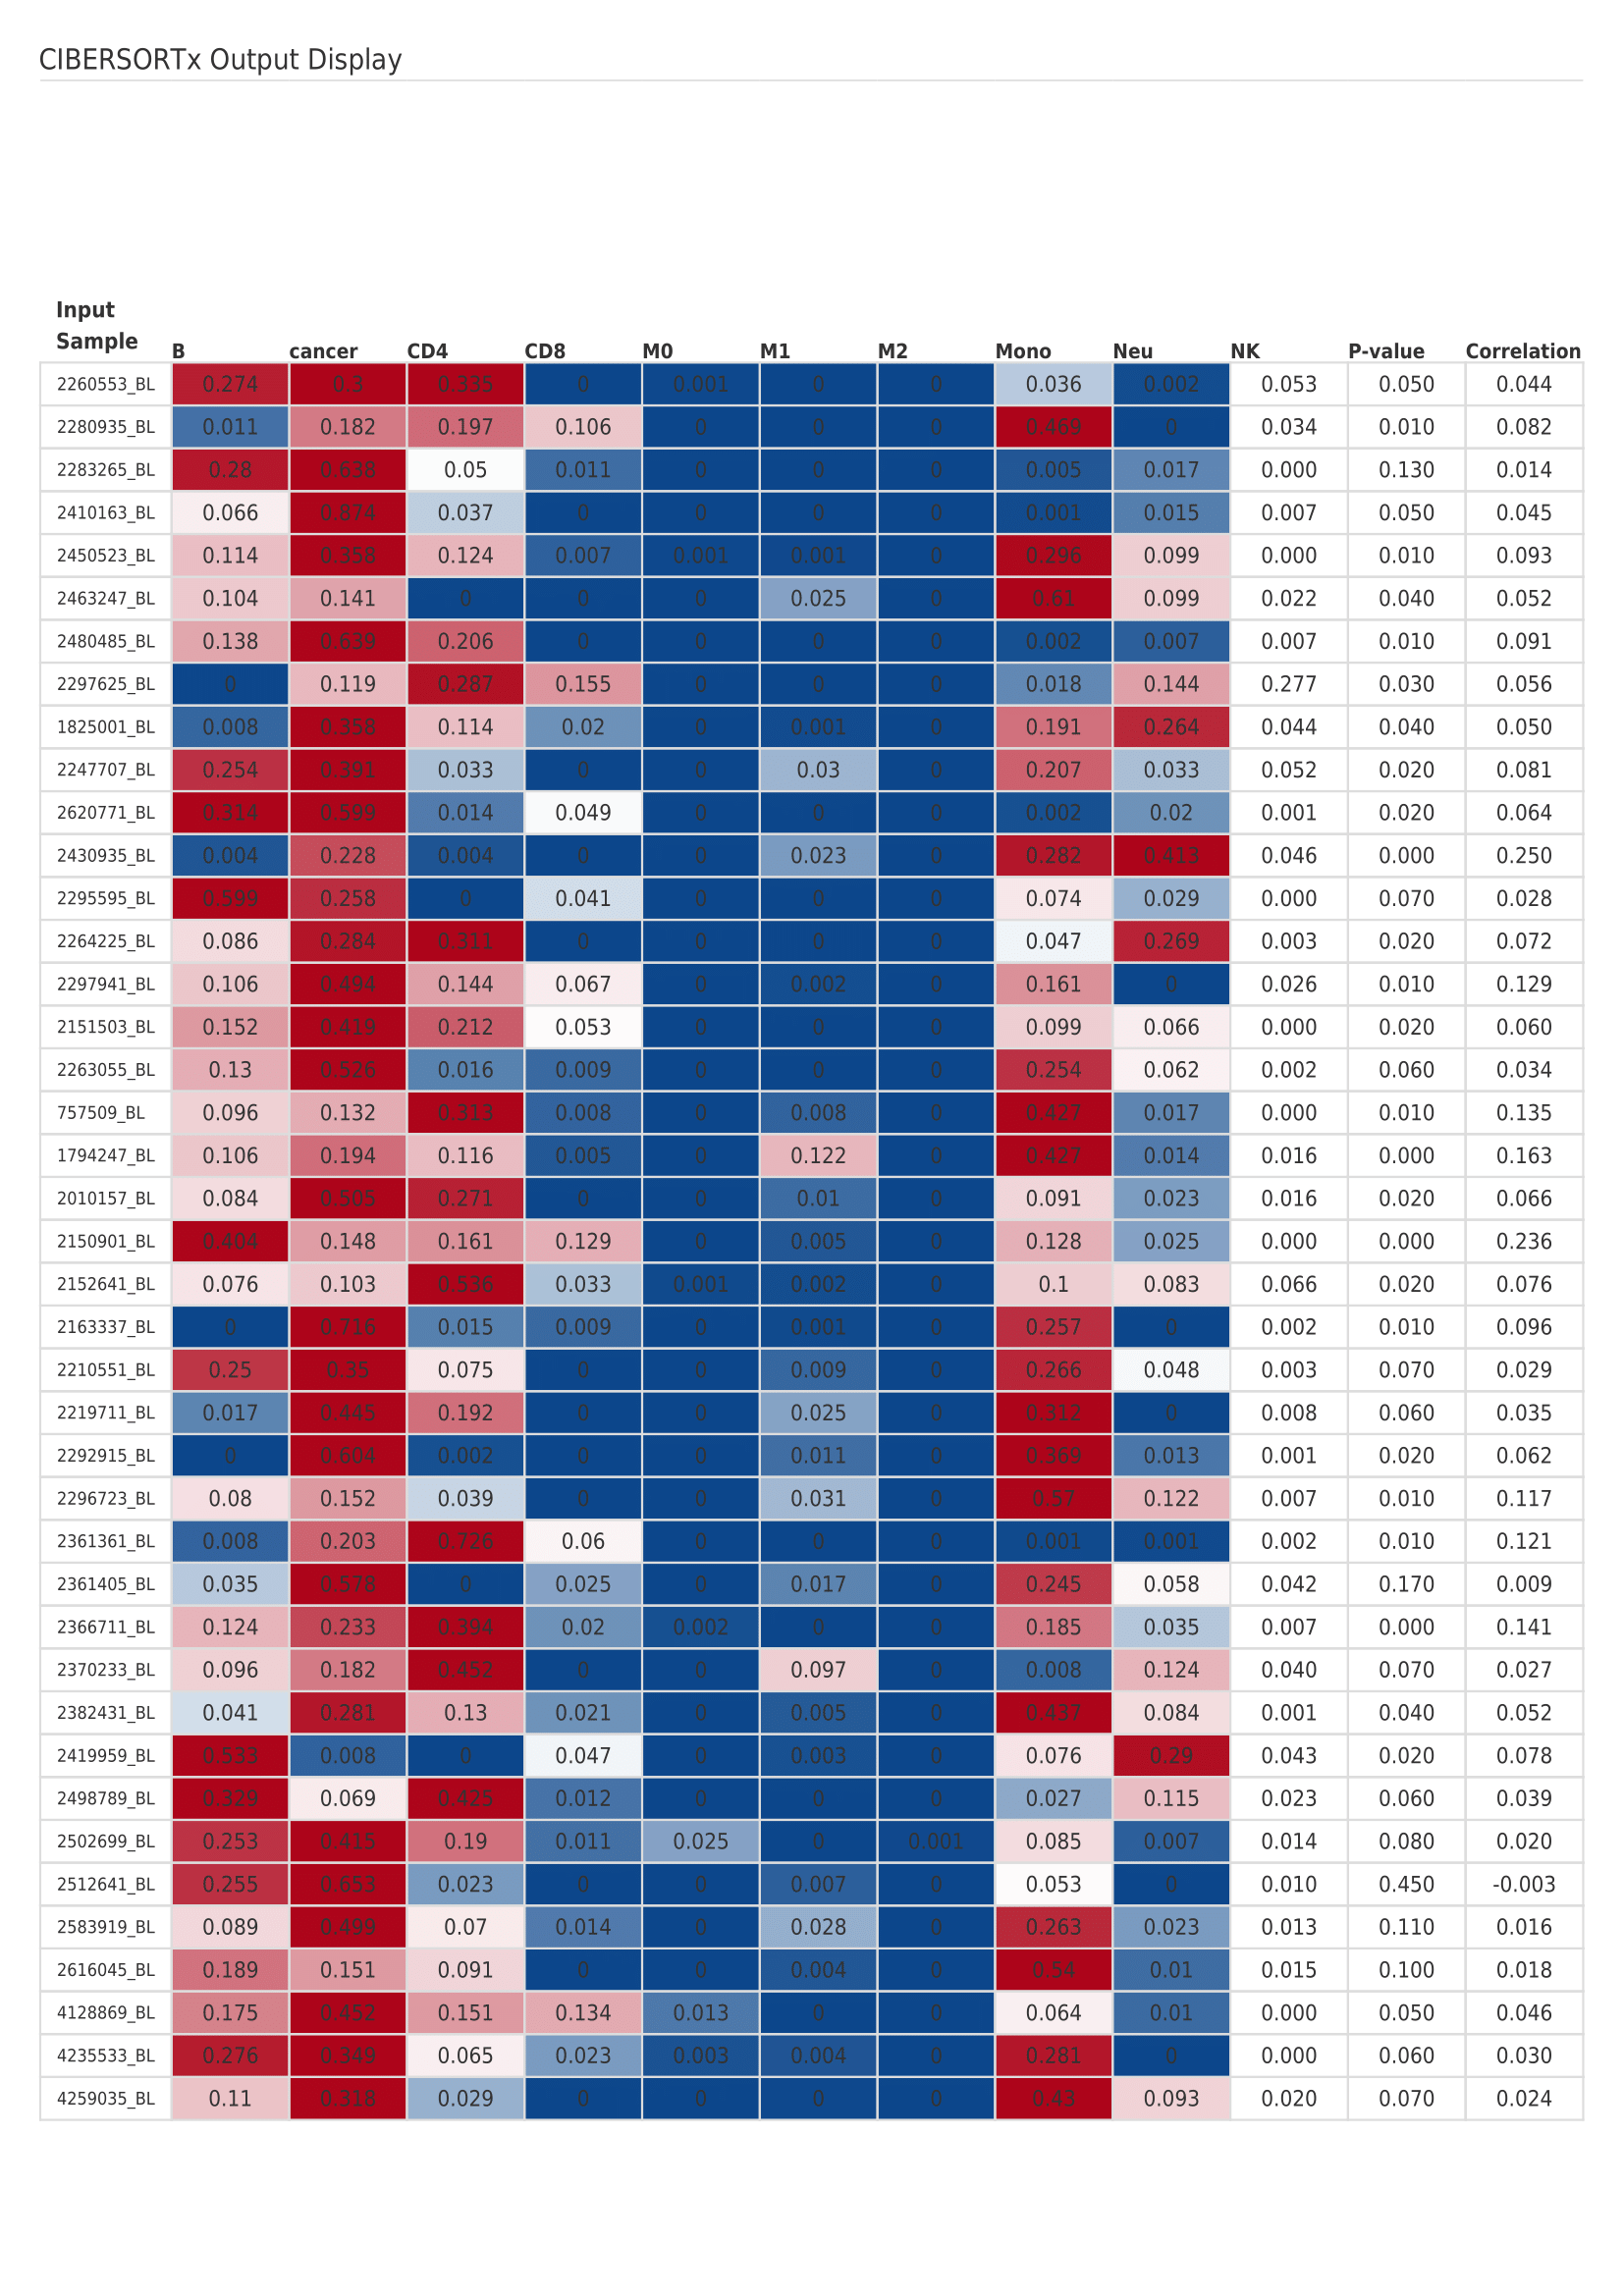 CIBERSORTx Output Display
Input
Sample B cancer CD4 CD8 M0 M1 M2 Mono Neu NK P-value Correlation
2260553_BL 0.274 0.3 0.335 0 0.001 0 0 0.036 0.002 0.053 0.050 0.044
2280935_BL 0.011 0.182 0.197 0.106 0 0 0 0.469 0 0.034 0.010 0.082
2283265_BL 0.28 0.638 0.05 0.011 0 0 0 0.005 0.017 0.000 0.130 0.014
2410163_BL 0.066 0.874 0.037 0 0 0 0 0.001 0.015 0.007 0.050 0.045
2450523_BL 0.114 0.358 0.124 0.007 0.001 0.001 0 0.296 0.099 0.000 0.010 0.093
2463247_BL 0.104 0.141 0 0 0 0.025 0 0.61 0.099 0.022 0.040 0.052
2480485_BL 0.138 0.639 0.206 0 0 0 0 0.002 0.007 0.007 0.010 0.091
2297625_BL 0 0.119 0.287 0.155 0 0 0 0.018 0.144 0.277 0.030 0.056
1825001_BL 0.008 0.358 0.114 0.02 0 0.001 0 0.191 0.264 0.044 0.040 0.050
2247707_BL 0.254 0.391 0.033 0 0 0.03 0 0.207 0.033 0.052 0.020 0.081
2620771_BL 0.314 0.599 0.014 0.049 0 0 0 0.002 0.02 0.001 0.020 0.064
2430935_BL 0.004 0.228 0.004 0 0 0.023 0 0.282 0.413 0.046 0.000 0.250
2295595_BL 0.599 0.258 0 0.041 0 0 0 0.074 0.029 0.000 0.070 0.028
2264225_BL 0.086 0.284 0.311 0 0 0 0 0.047 0.269 0.003 0.020 0.072
2297941_BL 0.106 0.494 0.144 0.067 0 0.002 0 0.161 0 0.026 0.010 0.129
2151503_BL 0.152 0.419 0.212 0.053 0 0 0 0.099 0.066 0.000 0.020 0.060
2263055_BL 0.13 0.526 0.016 0.009 0 0 0 0.254 0.062 0.002 0.060 0.034
757509_BL 0.096 0.132 0.313 0.008 0 0.008 0 0.427 0.017 0.000 0.010 0.135
1794247_BL 0.106 0.194 0.116 0.005 0 0.122 0 0.427 0.014 0.016 0.000 0.163
2010157_BL 0.084 0.505 0.271 0 0 0.01 0 0.091 0.023 0.016 0.020 0.066
2150901_BL 0.404 0.148 0.161 0.129 0 0.005 0 0.128 0.025 0.000 0.000 0.236
2152641_BL 0.076 0.103 0.536 0.033 0.001 0.002 0 0.1 0.083 0.066 0.020 0.076
2163337_BL 0 0.716 0.015 0.009 0 0.001 0 0.257 0 0.002 0.010 0.096
2210551_BL 0.25 0.35 0.075 0 0 0.009 0 0.266 0.048 0.003 0.070 0.029
2219711_BL 0.017 0.445 0.192 0 0 0.025 0 0.312 0 0.008 0.060 0.035
2292915_BL 0 0.604 0.002 0 0 0.011 0 0.369 0.013 0.001 0.020 0.062
2296723_BL 0.08 0.152 0.039 0 0 0.031 0 0.57 0.122 0.007 0.010 0.117
2361361_BL 0.008 0.203 0.726 0.06 0 0 0 0.001 0.001 0.002 0.010 0.121
2361405_BL 0.035 0.578 0 0.025 0 0.017 0 0.245 0.058 0.042 0.170 0.009
2366711_BL 0.124 0.233 0.394 0.02 0.002 0 0 0.185 0.035 0.007 0.000 0.141
2370233_BL 0.096 0.182 0.452 0 0 0.097 0 0.008 0.124 0.040 0.070 0.027
2382431_BL 0.041 0.281 0.13 0.021 0 0.005 0 0.437 0.084 0.001 0.040 0.052
2419959_BL 0.533 0.008 0 0.047 0 0.003 0 0.076 0.29 0.043 0.020 0.078
2498789_BL 0.329 0.069 0.425 0.012 0 0 0 0.027 0.115 0.023 0.060 0.039
2502699_BL 0.253 0.415 0.19 0.011 0.025 0 0.001 0.085 0.007 0.014 0.080 0.020
2512641_BL 0.255 0.653 0.023 0 0 0.007 0 0.053 0 0.010 0.450 -0.003
2583919_BL 0.089 0.499 0.07 0.014 0 0.028 0 0.263 0.023 0.013 0.110 0.016
2616045_BL 0.189 0.151 0.091 0 0 0.004 0 0.54 0.01 0.015 0.100 0.018
4128869_BL 0.175 0.452 0.151 0.134 0.013 0 0 0.064 0.01 0.000 0.050 0.046
4235533_BL 0.276 0.349 0.065 0.023 0.003 0.004 0 0.281 0 0.000 0.060 0.030
4259035_BL 0.11 0.318 0.029 0 0 0 0 0.43 0.093 0.020 0.070 0.024